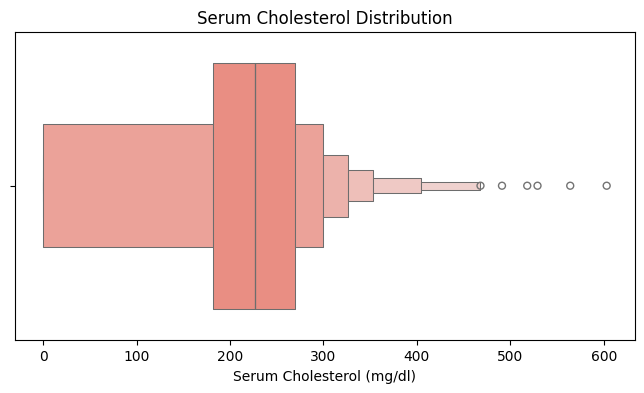 Serum Cholesterol Distribution
0 100 200 300 400 500 600
Serum Cholesterol (mg/dl)